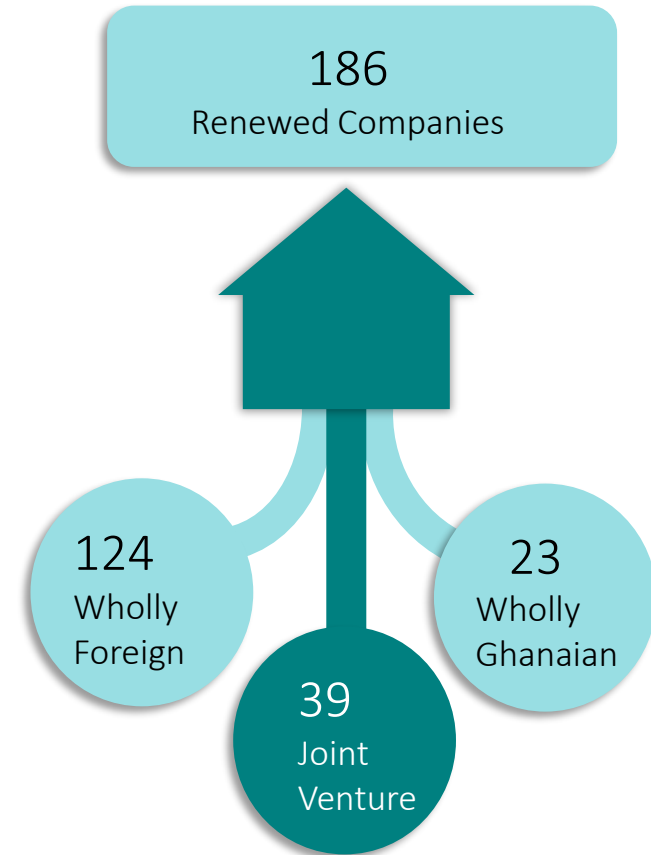 186
Renewed Companies
124
Wholly
Foreign
23
Wholly
Ghanaian
39
Joint
Venture